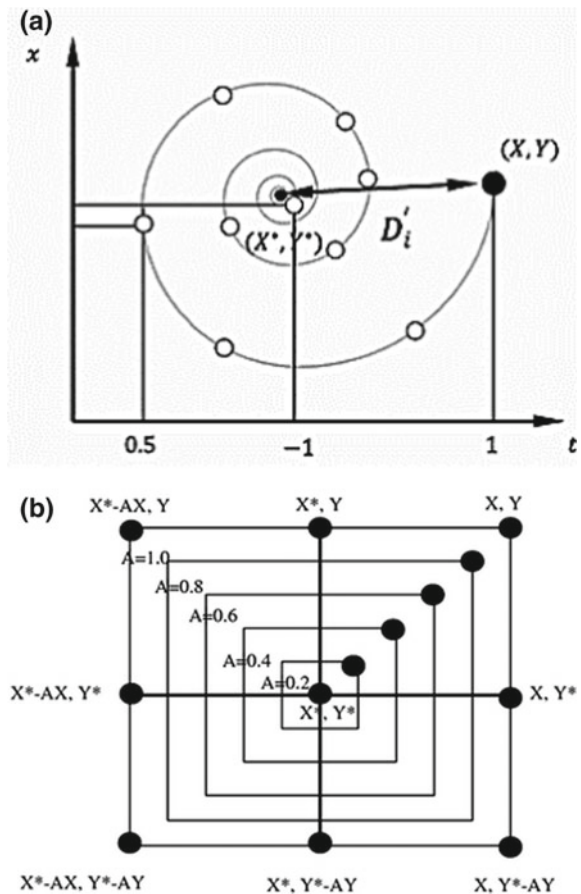 (a)
x
(X, Y)
(X*, Y*)
D'i
0.5 -1 1 t
(b)
X*-AX, Y X*, Y X, Y
A=1.0
A=0.8
A=0.6
A=0.4
A=0.2
X*-AX, Y* X*, Y* X, Y*
X*-AX, Y*-AY X*, Y*-AY X, Y*-AY